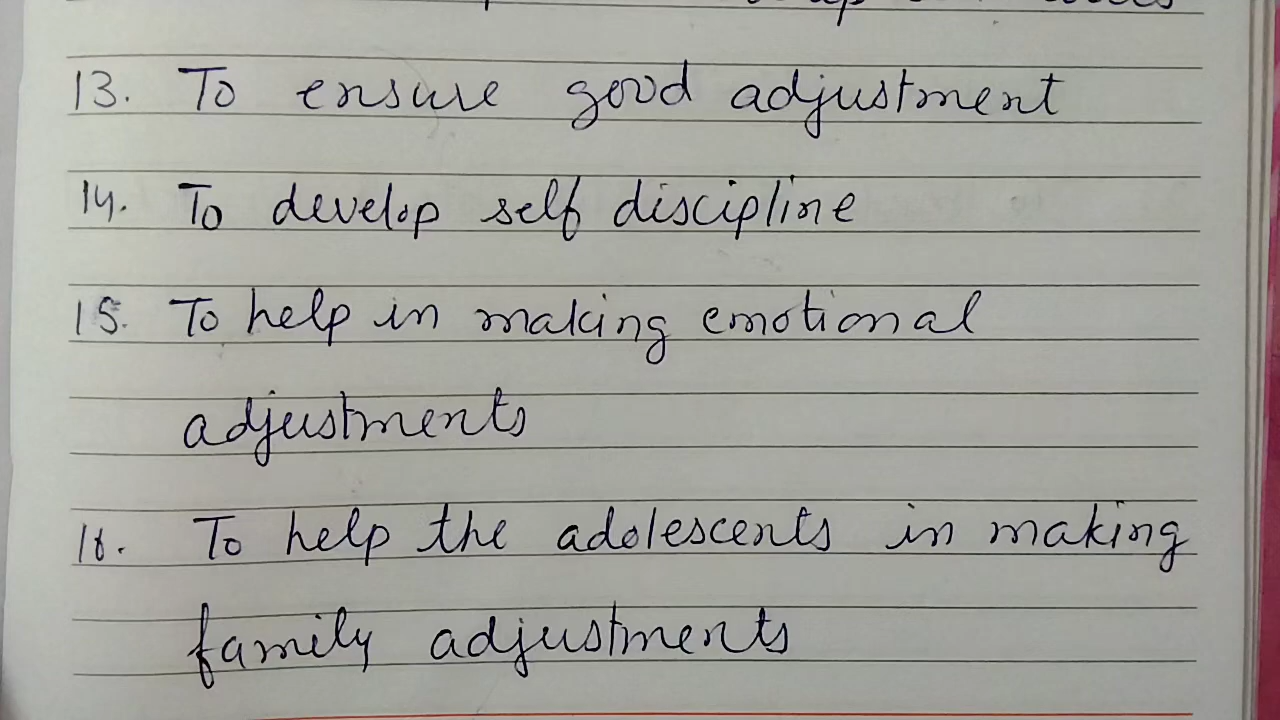 13. To ensure good adjustment
14. To develop self discipline
15. To help in making emotional
adjustments
16. To help the adolescents in making
family adjustments